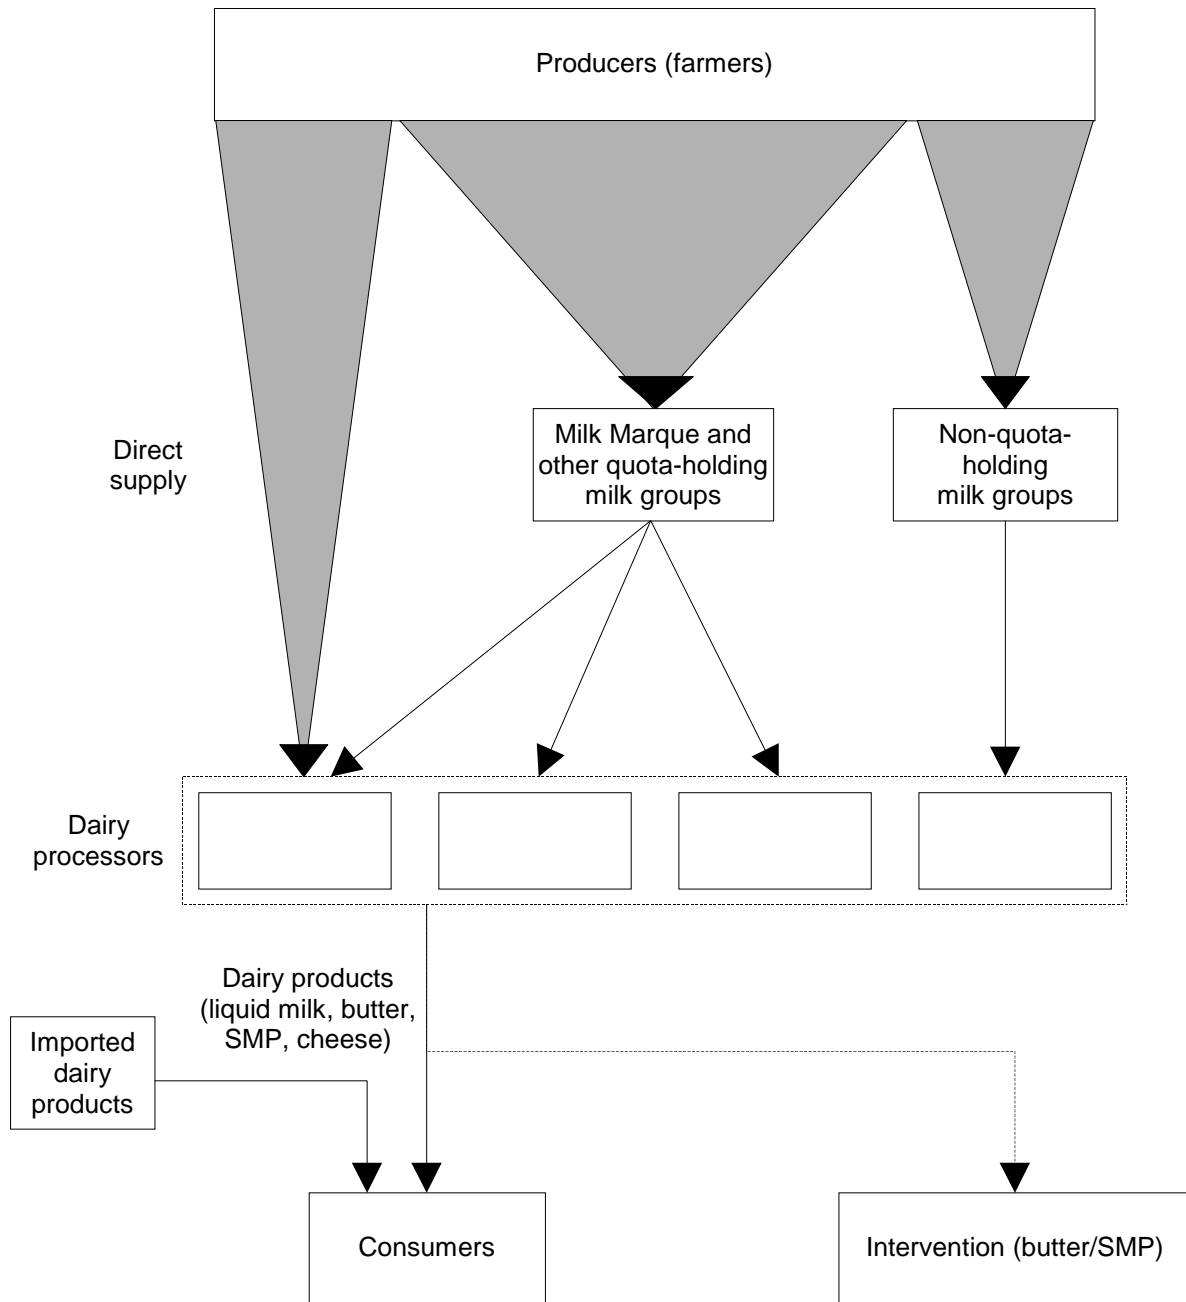 Producers (farmers)
Direct
supply
Milk Marque and
other quota-holding
milk groups
Non-quota-
holding
milk groups
Dairy
processors
Dairy products
(liquid milk, butter,
SMP, cheese)
Imported
dairy
products
Consumers
Intervention (butter/SMP)